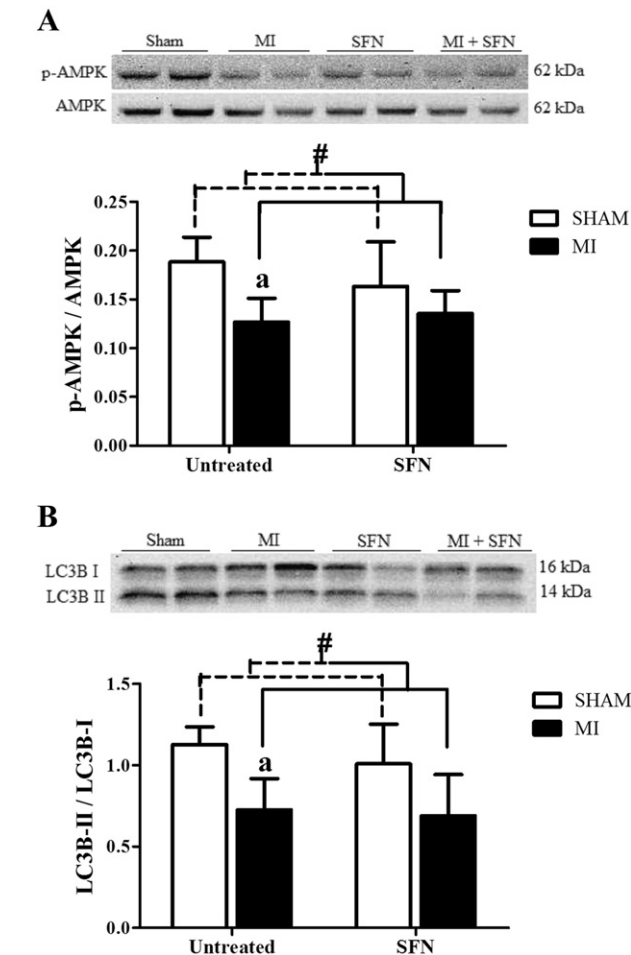 A
Sham MI SFN MI + SFN
p-AMPK 62 kDa
AMPK 62 kDa
#
0.25
0.20
0.15
0.10
0.05
0.00
p-AMPK / AMPK
a
SHAM
MI
Untreated SFN
B
Sham MI SFN MI + SFN
LC3B I 16 kDa
LC3B II 14 kDa
#
1.5
1.0
0.5
0.0
LC3B-II / LC3B-I
a
SHAM
MI
Untreated SFN